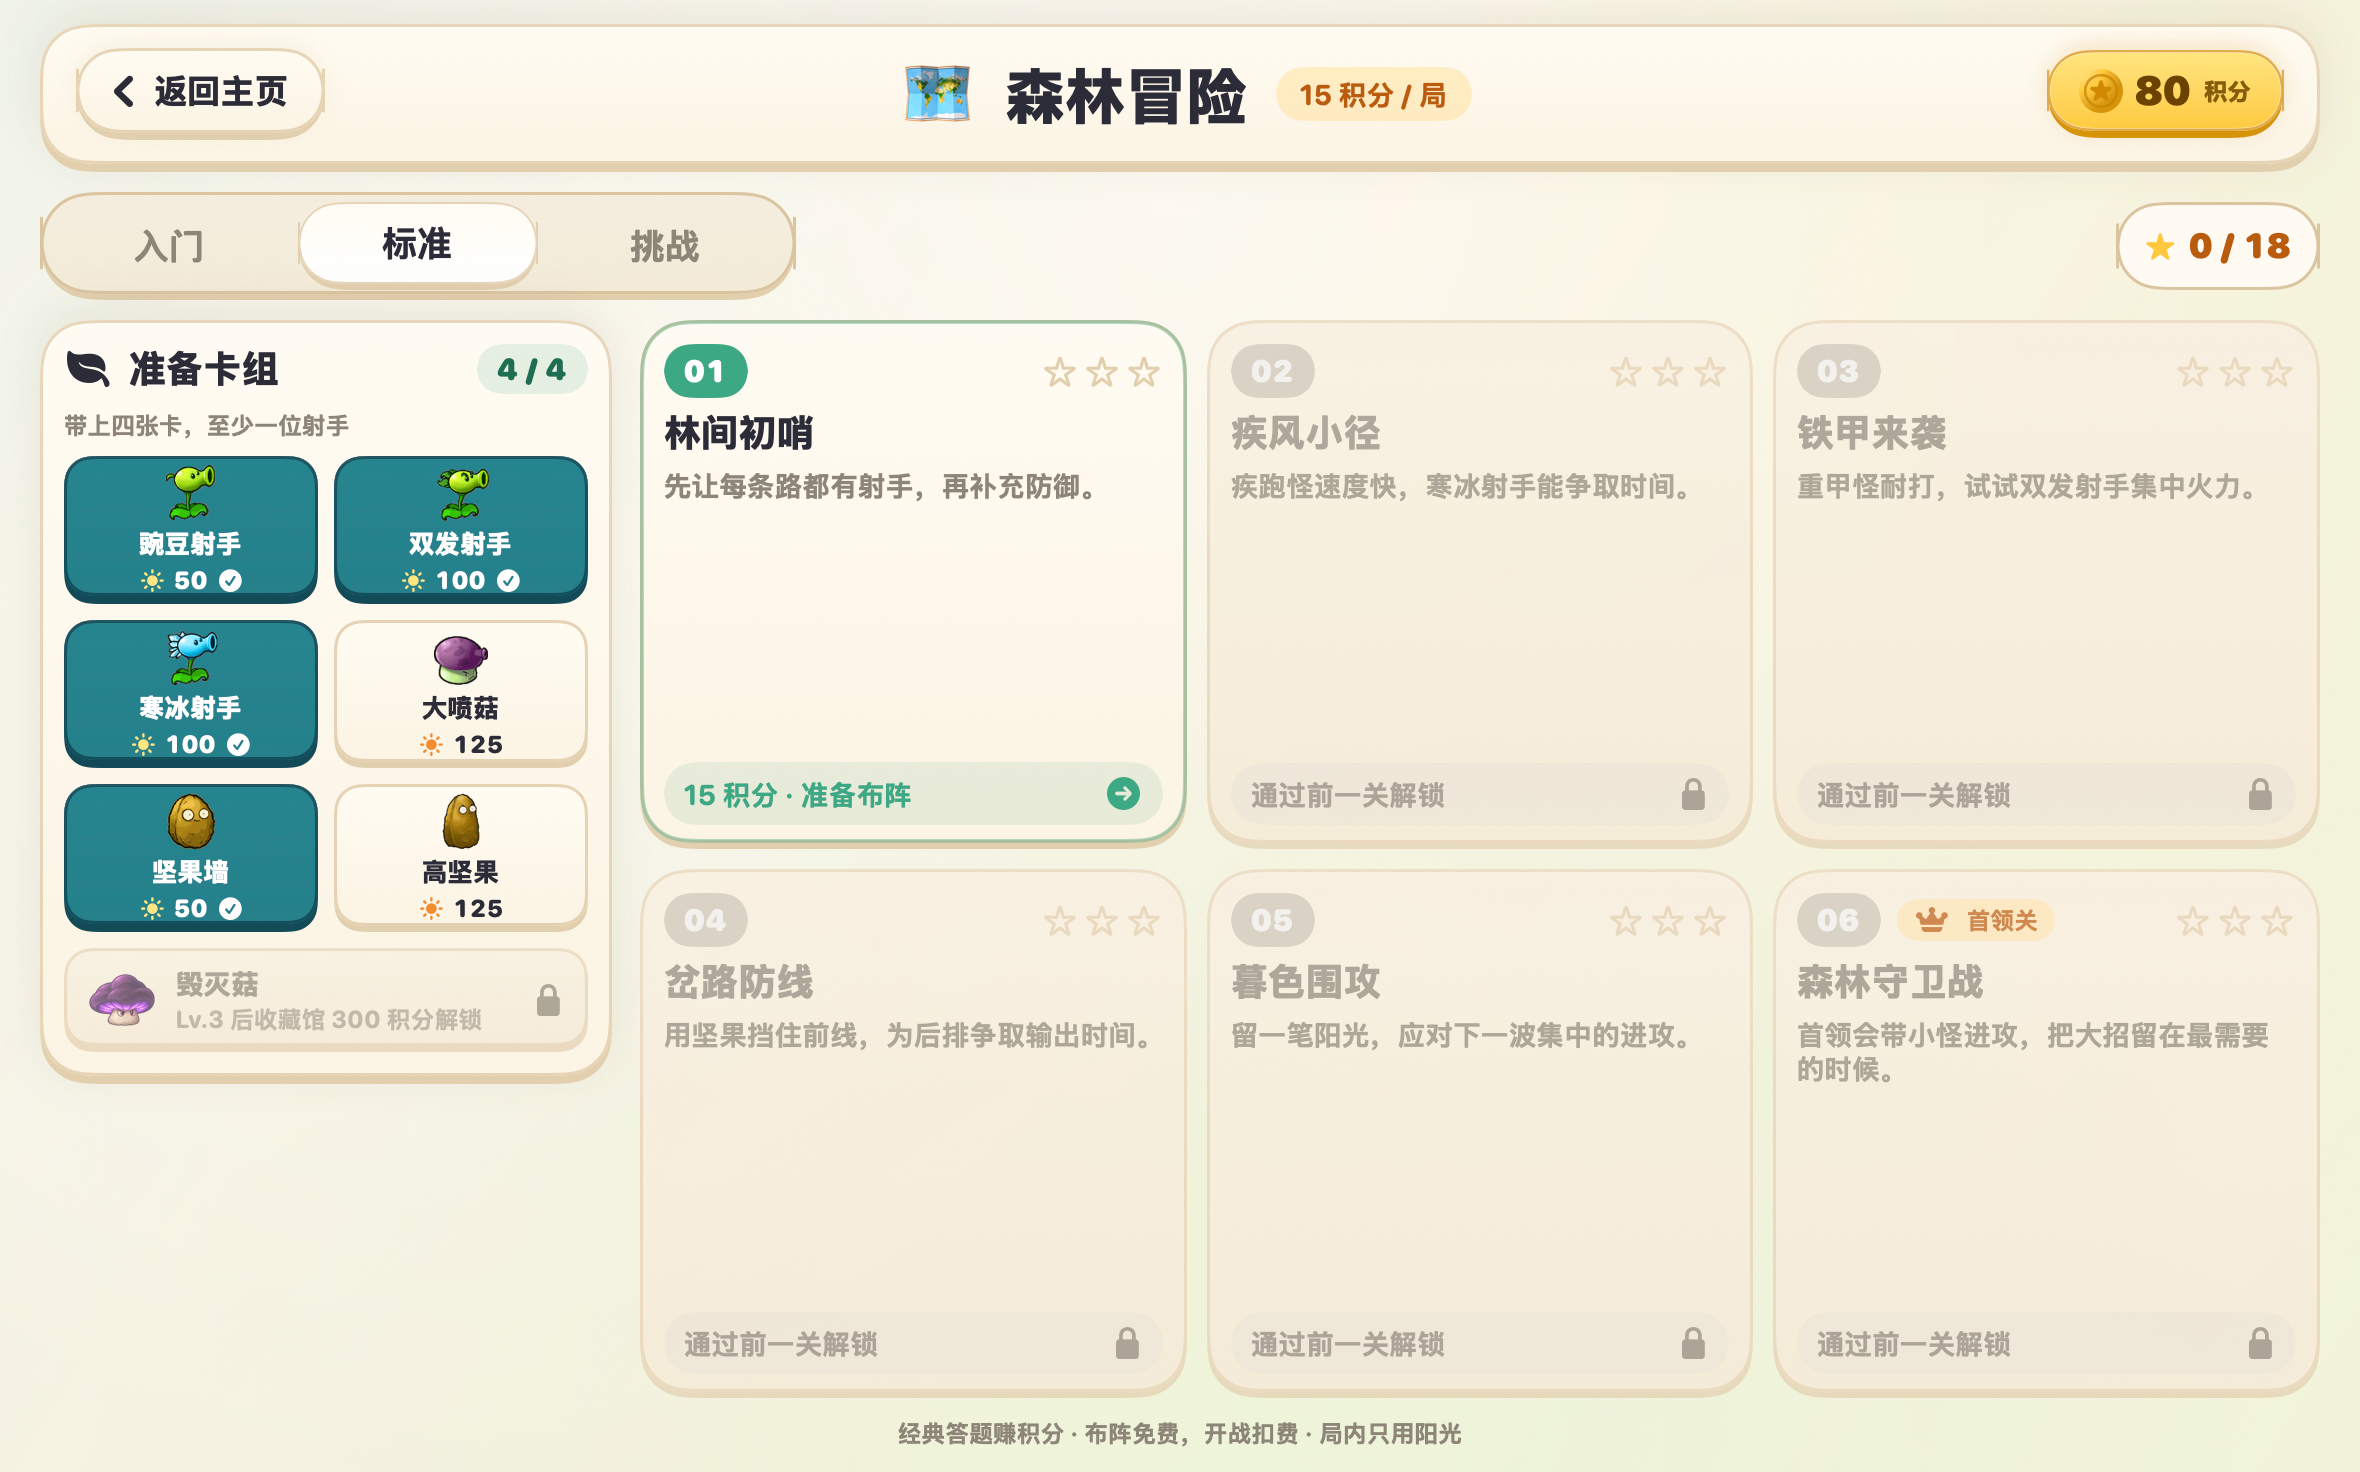 返回主页
森林冒险
15 积分 / 局
80 积分
入门
标准
挑战
0 / 18
准备卡组
4 / 4
带上四张卡，至少一位射手
豌豆射手
50
双发射手
100
寒冰射手
100
大喷菇
125
坚果墙
50
高坚果
125
毁灭菇
Lv.3 后收藏馆 300 积分解锁
01
林间初哨
先让每条路都有射手，再补充防御。
15 积分 · 准备布阵
02
疾风小径
疾跑怪速度快，寒冰射手能争取时间。
通过前一关解锁
03
铁甲来袭
重甲怪耐打，试试双发射手集中火力。
通过前一关解锁
04
岔路防线
用坚果挡住前线，为后排争取输出时间。
通过前一关解锁
05
暮色围攻
留一笔阳光，应对下一波集中的进攻。
通过前一关解锁
06
首领关
森林守卫战
首领会带小怪进攻，把大招留在最需要
的时候。
通过前一关解锁
经典答题赚积分 · 布阵免费，开战扣费 · 局内只用阳光